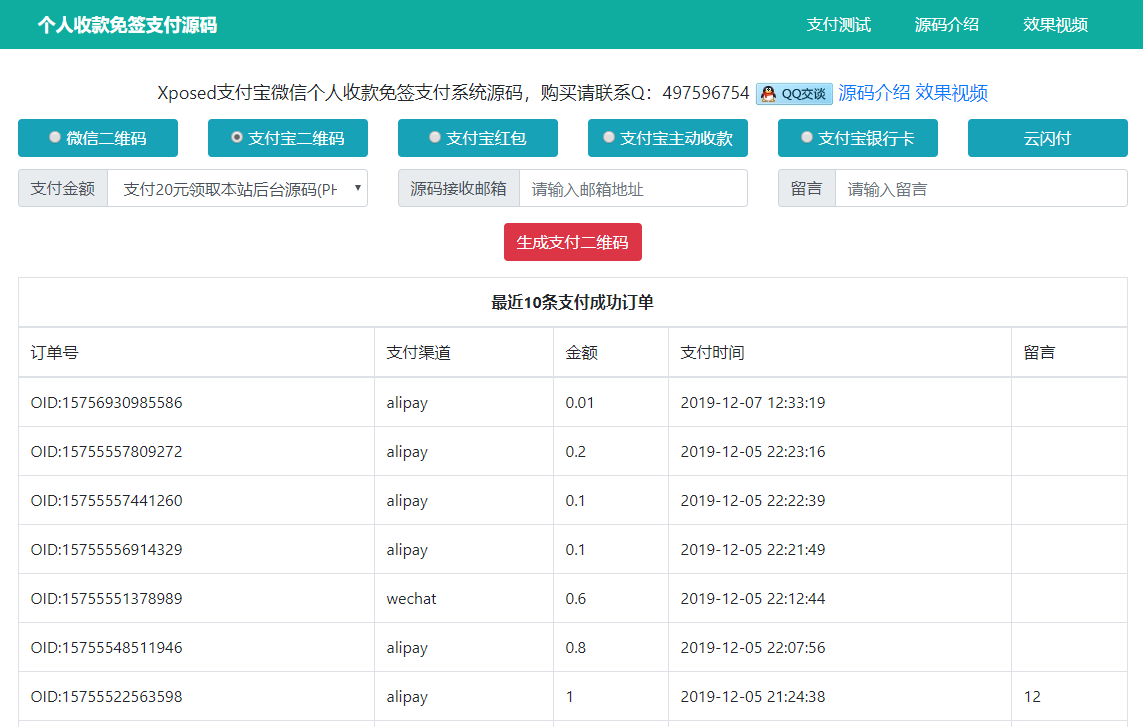 个人收款免签支付源码 支付测试 源码介绍 效果视频
Xposed支付宝微信个人收款免签支付系统源码，购买请联系Q：497596754 QQ交谈 源码介绍 效果视频
微信二维码 支付宝二维码 支付宝红包 支付宝主动收款 支付宝银行卡 云闪付
支付金额 支付20元领取本站后台源码(PH 源码接收邮箱 请输入邮箱地址 留言 请输入留言
生成支付二维码
最近10条支付成功订单
订单号 支付渠道 金额 支付时间 留言
OID:15756930985586 alipay 0.01 2019-12-07 12:33:19
OID:15755557809272 alipay 0.2 2019-12-05 22:23:16
OID:15755557441260 alipay 0.1 2019-12-05 22:22:39
OID:15755556914329 alipay 0.1 2019-12-05 22:21:49
OID:15755551378989 wechat 0.6 2019-12-05 22:12:44
OID:15755548511946 alipay 0.8 2019-12-05 22:07:56
OID:15755522563598 alipay 1 2019-12-05 21:24:38 12